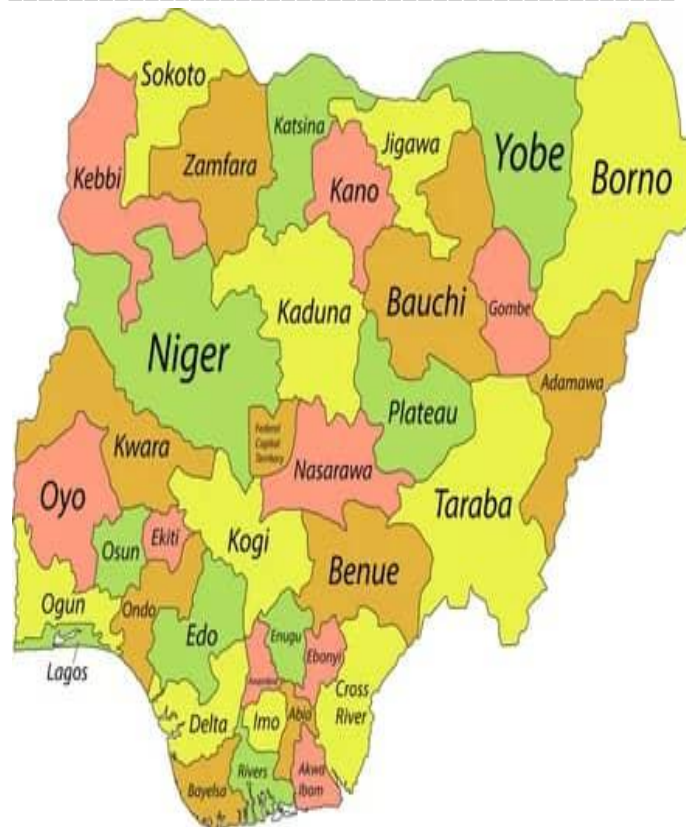 Sokoto
Katsina
Jigawa
Yobe
Borno
Kebbi
Zamfara
Kano
Kaduna
Bauchi
Gombe
Niger
Adamawa
Plateau
Federal
Capital
Territory
Kwara
Nasarawa
Oyo
Taraba
Osun
Ekiti
Kogi
Benue
Ogun
Ondo
Edo
Enugu
Ebonyi
Lagos
Cross
River
Delta
Imo
Abia
Rivers
Akwa
Ibom
Bayelsa